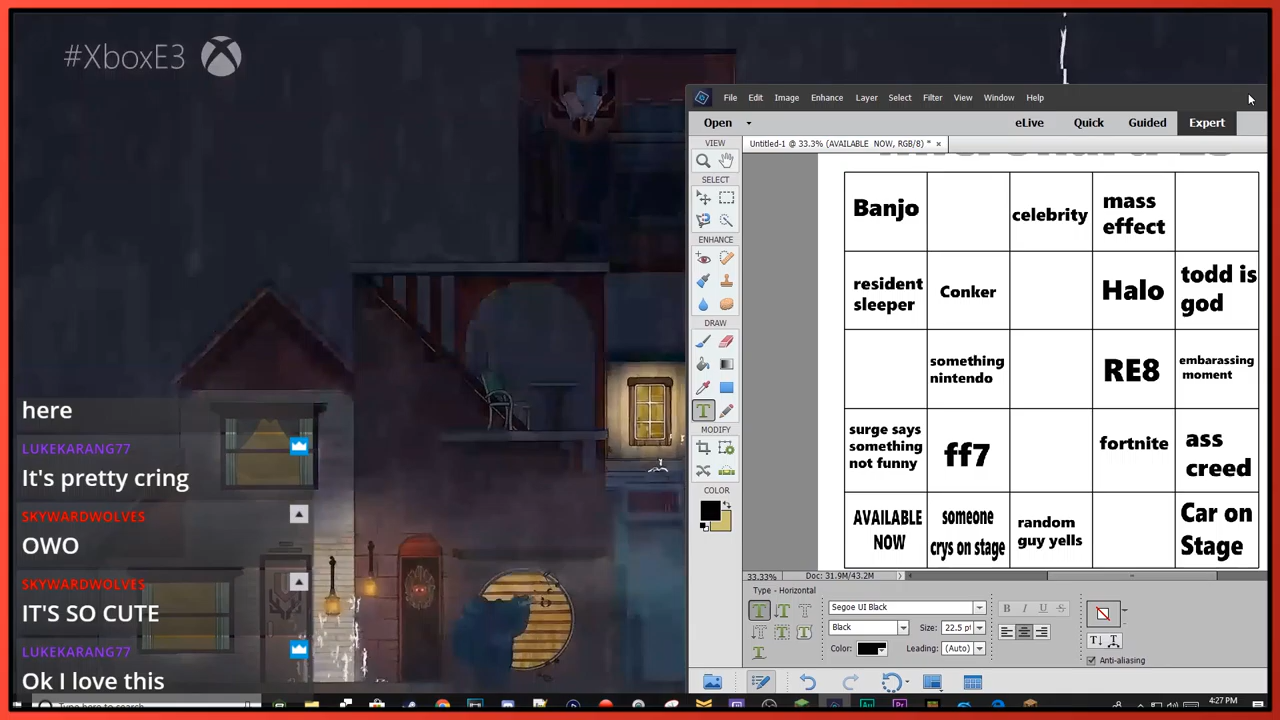 #XboxE3
File Edit Image Enhance Layer Select Filter View Window Help
Open eLive Quick Guided Expert
Untitled-1 @ 33.3% (AVAILABLE NOW, RGB/8) * ×
VIEW
SELECT
ENHANCE
DRAW
MODIFY
COLOR
Banjo
celebrity
mass
effect
resident
sleeper
Conker
Halo
todd is
god
something
nintendo
RE8
embarassing
moment
surge says
something
not funny
ff7
fortnite
ass
creed
AVAILABLE
NOW
someone
crys on stage
random
guy yells
Car on
Stage
33.33% Doc: 31.9M/43.2M
Type - Horizontal
Segoe UI Black
Black Size: 22.5 pt
Color: Leading: (Auto)
B I U S
Anti-aliasing
here
LUKEKARANG77
It's pretty cring
SKYWARDWOLVES
OWO
SKYWARDWOLVES
IT'S SO CUTE
LUKEKARANG77
Ok I love this
Type here to search
4:27 PM